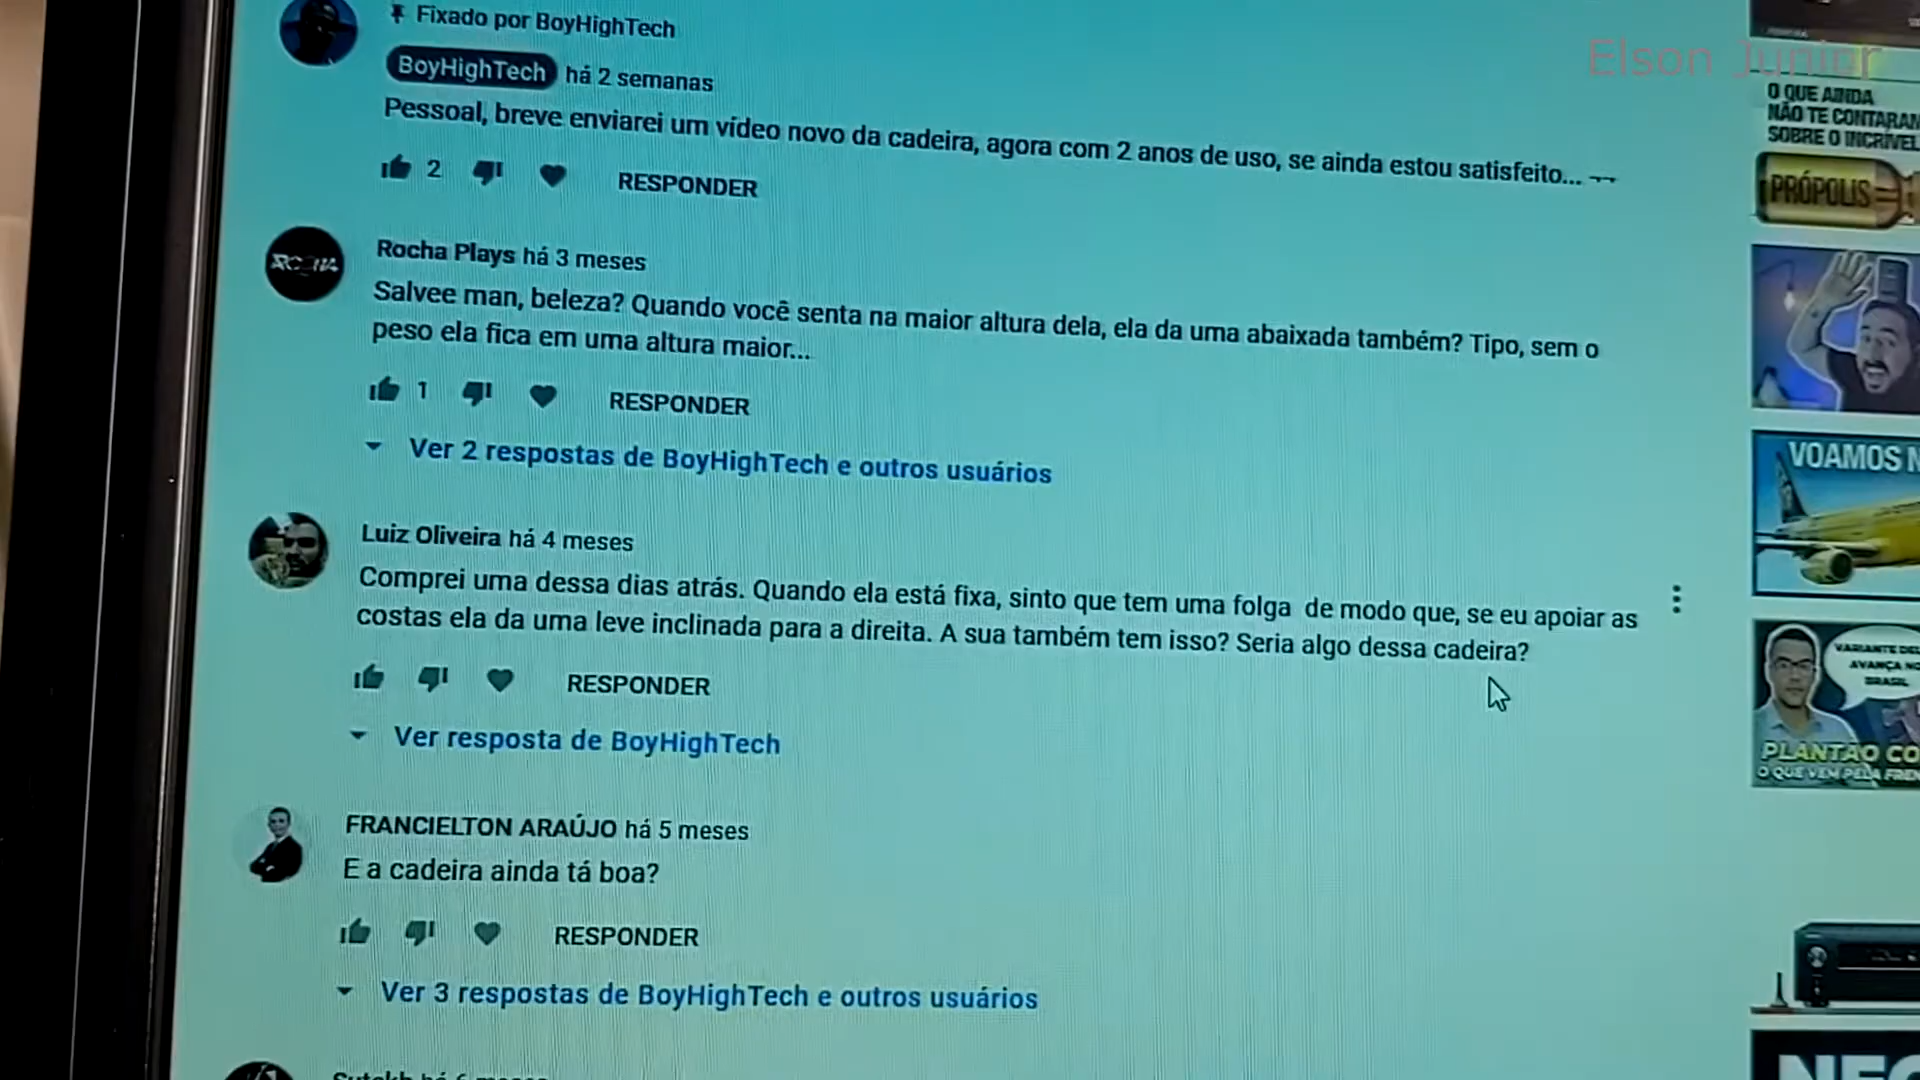 Fixado por BoyHighTech
Elson Junior
BoyHighTech há 2 semanas
Pessoal, breve enviarei um vídeo novo da cadeira, agora com 2 anos de uso, se ainda estou satisfeito...
2 RESPONDER
O QUE AINDA
NÃO TE CONTARAM
SOBRE O INCRÍVEL
PRÓPOLIS
Rocha Plays há 3 meses
Salvee man, beleza? Quando você senta na maior altura dela, ela da uma abaixada também? Tipo, sem o
peso ela fica em uma altura maior...
1 RESPONDER
Ver 2 respostas de BoyHighTech e outros usuários
VOAMOS
Luiz Oliveira há 4 meses
Comprei uma dessa dias atrás. Quando ela está fixa, sinto que tem uma folga de modo que, se eu apoiar as
costas ela da uma leve inclinada para a direita. A sua também tem isso? Seria algo dessa cadeira?
RESPONDER
Ver resposta de BoyHighTech
VARIANTE
AVANÇA NO
BRASIL
PLANTÃO
O QUE VEM PELA
FRANCIELTON ARAÚJO há 5 meses
E a cadeira ainda tá boa?
RESPONDER
Ver 3 respostas de BoyHighTech e outros usuários